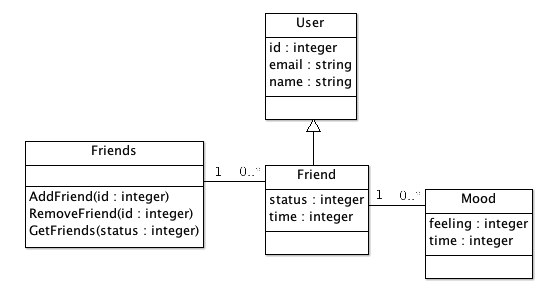 User
id : integer
email : string
name : string
Friends
AddFriend(id : integer)
RemoveFriend(id : integer)
GetFriends(status : integer)
1 0..*
Friend
status : integer
time : integer
1 0..*
Mood
feeling : integer
time : integer